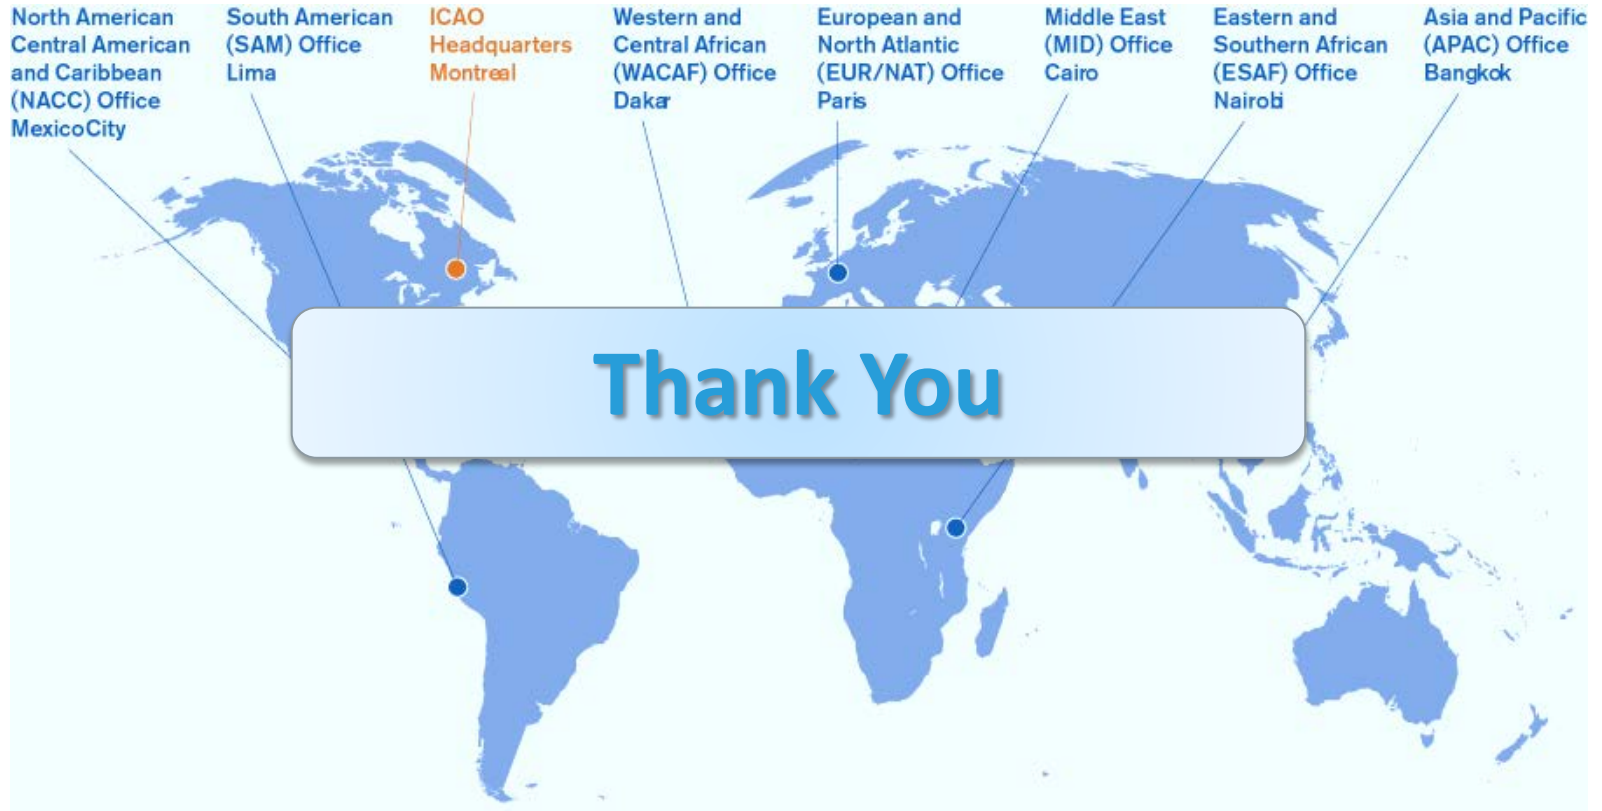 North American
Central American
and Caribbean
(NACC) Office
MexicoCity
South American
(SAM) Office
Lima
ICAO
Headquarters
Montreal
Western and
Central African
(WACAF) Office
Dakar
European and
North Atlantic
(EUR/NAT) Office
Paris
Middle East
(MID) Office
Cairo
Eastern and
Southern African
(ESAF) Office
Nairobi
Asia and Pacific
(APAC) Office
Bangkok
Thank You